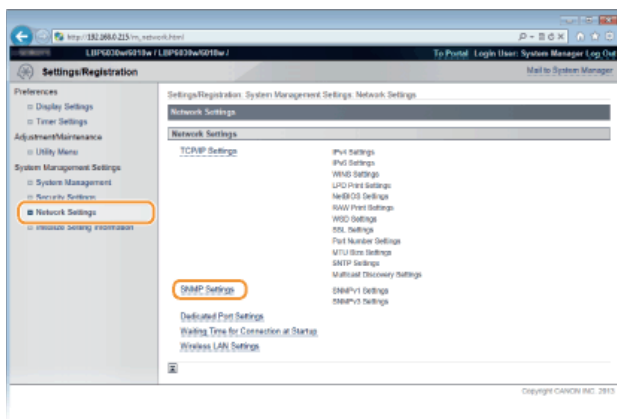 http://192.168.0.215/m_network.html
LBP6030w/6018w / LBP6030w/6018w /
To Portal Login User: System Manager Log Out
Settings/Registration
Mail to System Manager
Preferences
Display Settings
Timer Settings
Adjustment/Maintenance
Utility Menu
System Management Settings
System Management
Security Settings
Network Settings
Initialize Setting Information
Settings/Registration: System Management Settings: Network Settings
Network Settings
Network Settings
TCP/IP Settings
IPv4 Settings
IPv6 Settings
WINS Settings
LPD Print Settings
NetBIOS Settings
RAW Print Settings
WSD Settings
SSL Settings
Port Number Settings
MTU Size Settings
SNTP Settings
Multicast Discovery Settings
SNMP Settings
SNMPv1 Settings
SNMPv3 Settings
Dedicated Port Settings
Waiting Time for Connection at Startup
Wireless LAN Settings
Copyright CANON INC. 2013